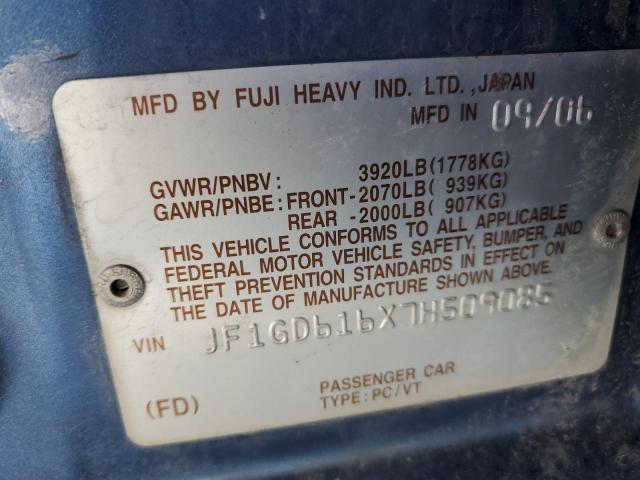 MFD BY FUJI HEAVY IND. LTD., JAPAN
MFD IN 09/06
GVWR/PNBV: 3920LB(1778KG)
GAWR/PNBE: FRONT-2070LB( 939KG)
REAR -2000LB( 907KG)
THIS VEHICLE CONFORMS TO ALL APPLICABLE
FEDERAL MOTOR VEHICLE SAFETY, BUMPER, AND
THEFT PREVENTION STANDARDS IN EFFECT ON
THE DATE OF MANUFACTURE SHOWN ABOVE.
VIN JF1GD616X7H509085
(FD)
PASSENGER CAR
TYPE: PC/VT